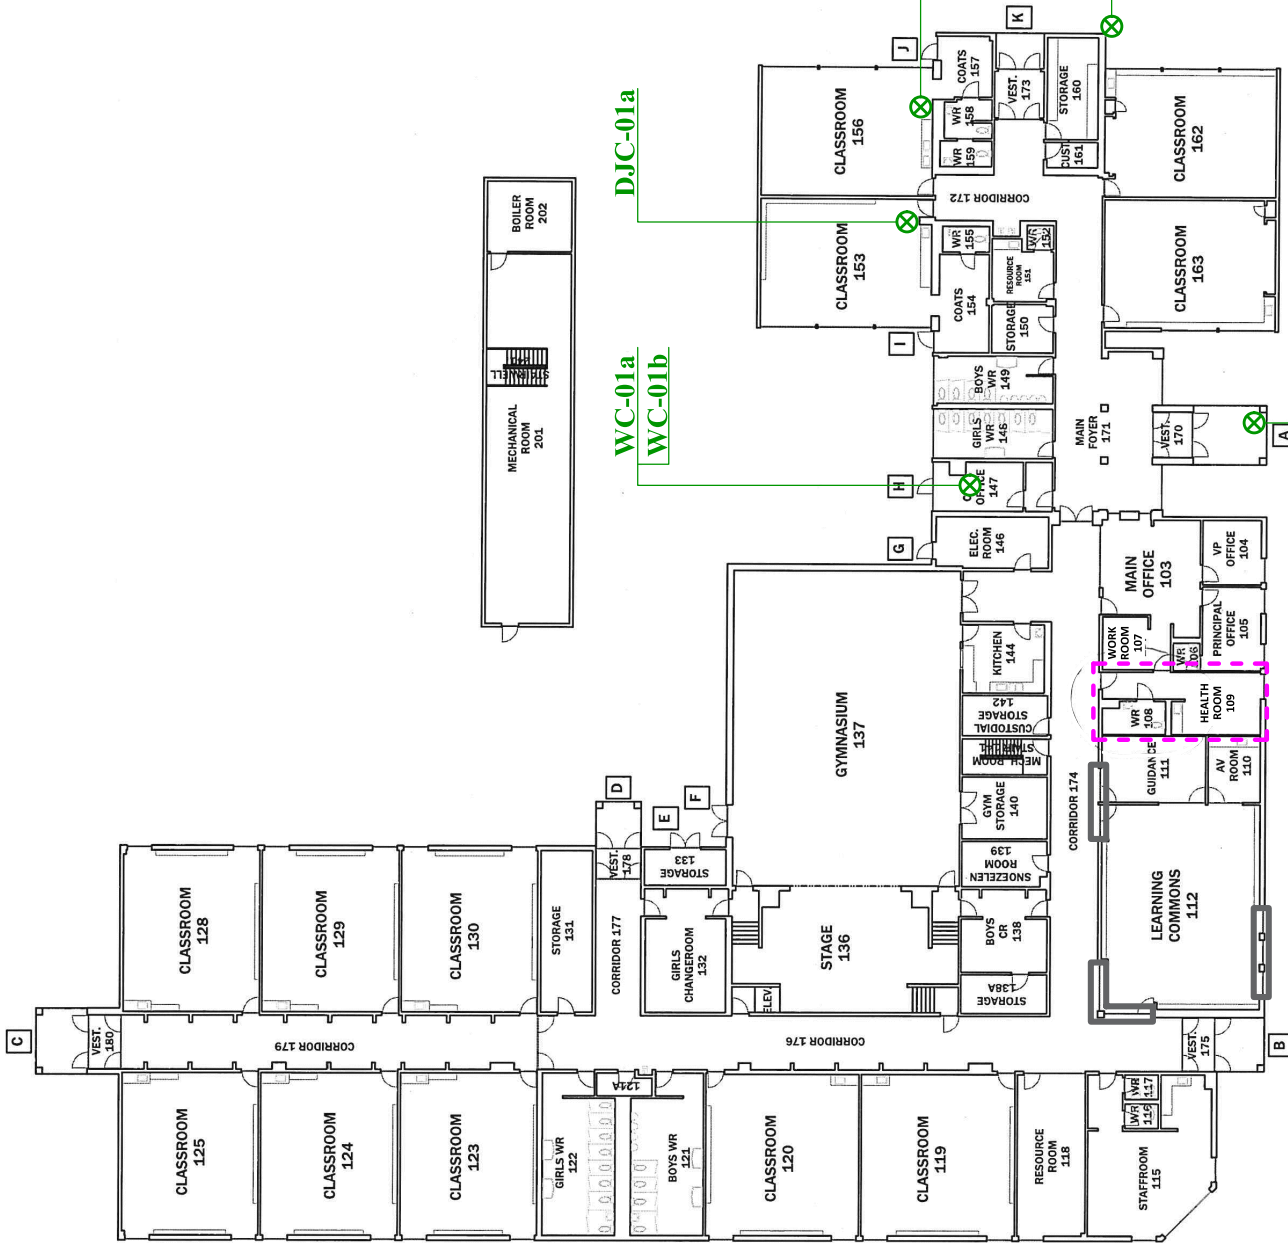 K
J
COATS
157
VEST.
173
STORAGE
160
CLASSROOM
156
WR
158
WR
159
CUST.
161
CLASSROOM
162
DJC-01a
BOILER
ROOM
202
CORRIDOR 172
CLASSROOM
153
WR
155
WR
152
RESOURCE
ROOM
151
COATS
154
STORAGE
150
CLASSROOM
163
I
MECHANICAL
ROOM
201
WC-01a
WC-01b
BOYS
WR
149
GIRLS
WR
148
MAIN
FOYER
171
VEST.
170
A
H
OFFICE
147
G
ELEC.
ROOM
146
MAIN
OFFICE
103
VP
OFFICE
104
PRINCIPAL
OFFICE
105
WORK
ROOM
107
WR
106
KITCHEN
144
CUSTODIAL
STORAGE
142
MECH. ROOM
STAIR 141
WR
108
HEALTH
ROOM
109
GYMNASIUM
137
GUIDANCE
111
AV
ROOM
110
CORRIDOR 174
GYM
STORAGE
140
SNOEZELEN
ROOM
139
D
E
F
STORAGE
133
VEST.
178
LEARNING
COMMONS
112
CLASSROOM
128
CLASSROOM
129
CLASSROOM
130
STORAGE
131
CORRIDOR 177
GIRLS
CHANGEROOM
132
STAGE
136
BOYS
CR
138
STORAGE
138A
ELEV.
C
VEST.
180
CORRIDOR 179
CORRIDOR 176
VEST.
175
B
121A
CLASSROOM
125
CLASSROOM
124
CLASSROOM
123
GIRLS WR
122
BOYS WR
121
CLASSROOM
120
CLASSROOM
119
RESOURCE
ROOM
118
STAFFROOM
115
WR
116
WR
117